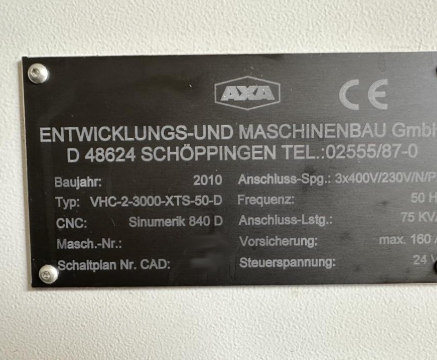 AXA CE
ENTWICKLUNGS-UND MASCHINENBAU GmbH
D 48624 SCHÖPPINGEN TEL.:02555/87-0
Baujahr: 2010 Anschluss-Spg.: 3x400V/230V/N/P
Typ: VHC-2-3000-XTS-50-D Frequenz: 50 H
CNC: Sinumerik 840 D Anschluss-Lstg.: 75 KV
Masch.-Nr.: Vorsicherung: max. 160
Schaltplan Nr. CAD: Steuerspannung: 24 V